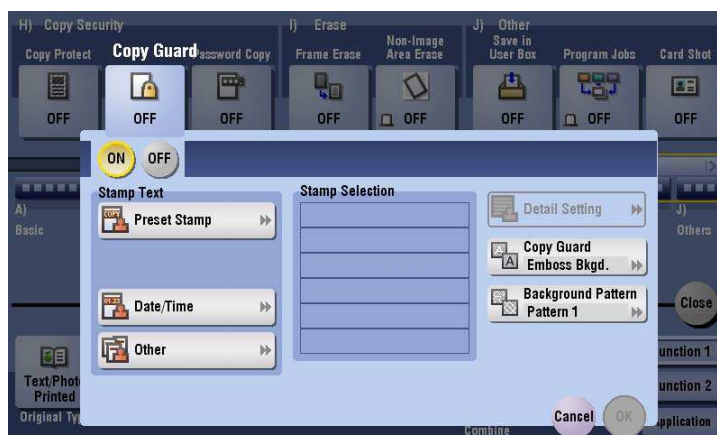 H) Copy Security
I) Erase
J) Other
Copy Protect
Copy Guard
Password Copy
Frame Erase
Non-Image
Area Erase
Save in
User Box
Program Jobs
Card Shot
OFF
OFF
OFF
OFF
OFF
OFF
OFF
OFF
ON
OFF
Stamp Text
Stamp Selection
Preset Stamp
Detail Setting
A)
Basic
J)
Others
Copy Guard
Emboss Bkgd.
Date/Time
Background Pattern
Pattern 1
Close
Other
Text/Phot
Printed
unction 1
unction 2
Original Ty
Cancel
OK
pplication
Combine